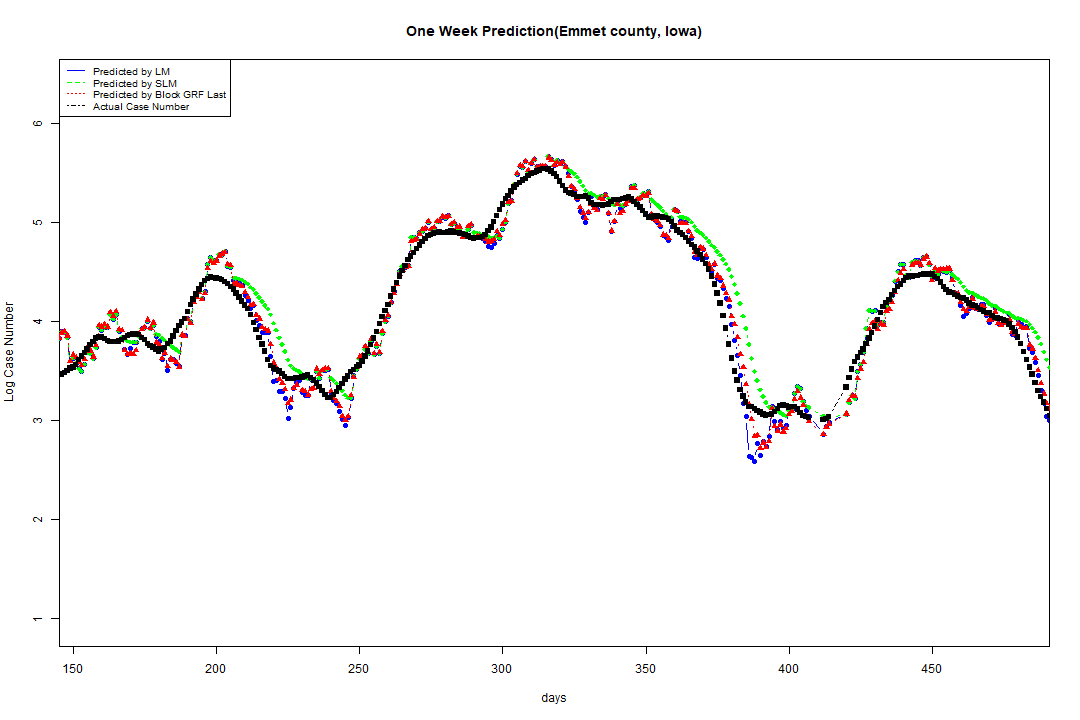 One Week Prediction(Emmet county, Iowa)
Predicted by LM
Predicted by SLM
Predicted by Block GRF Last
Actual Case Number
Log Case Number
6
5
4
3
2
1
150 200 250 300 350 400 450
days